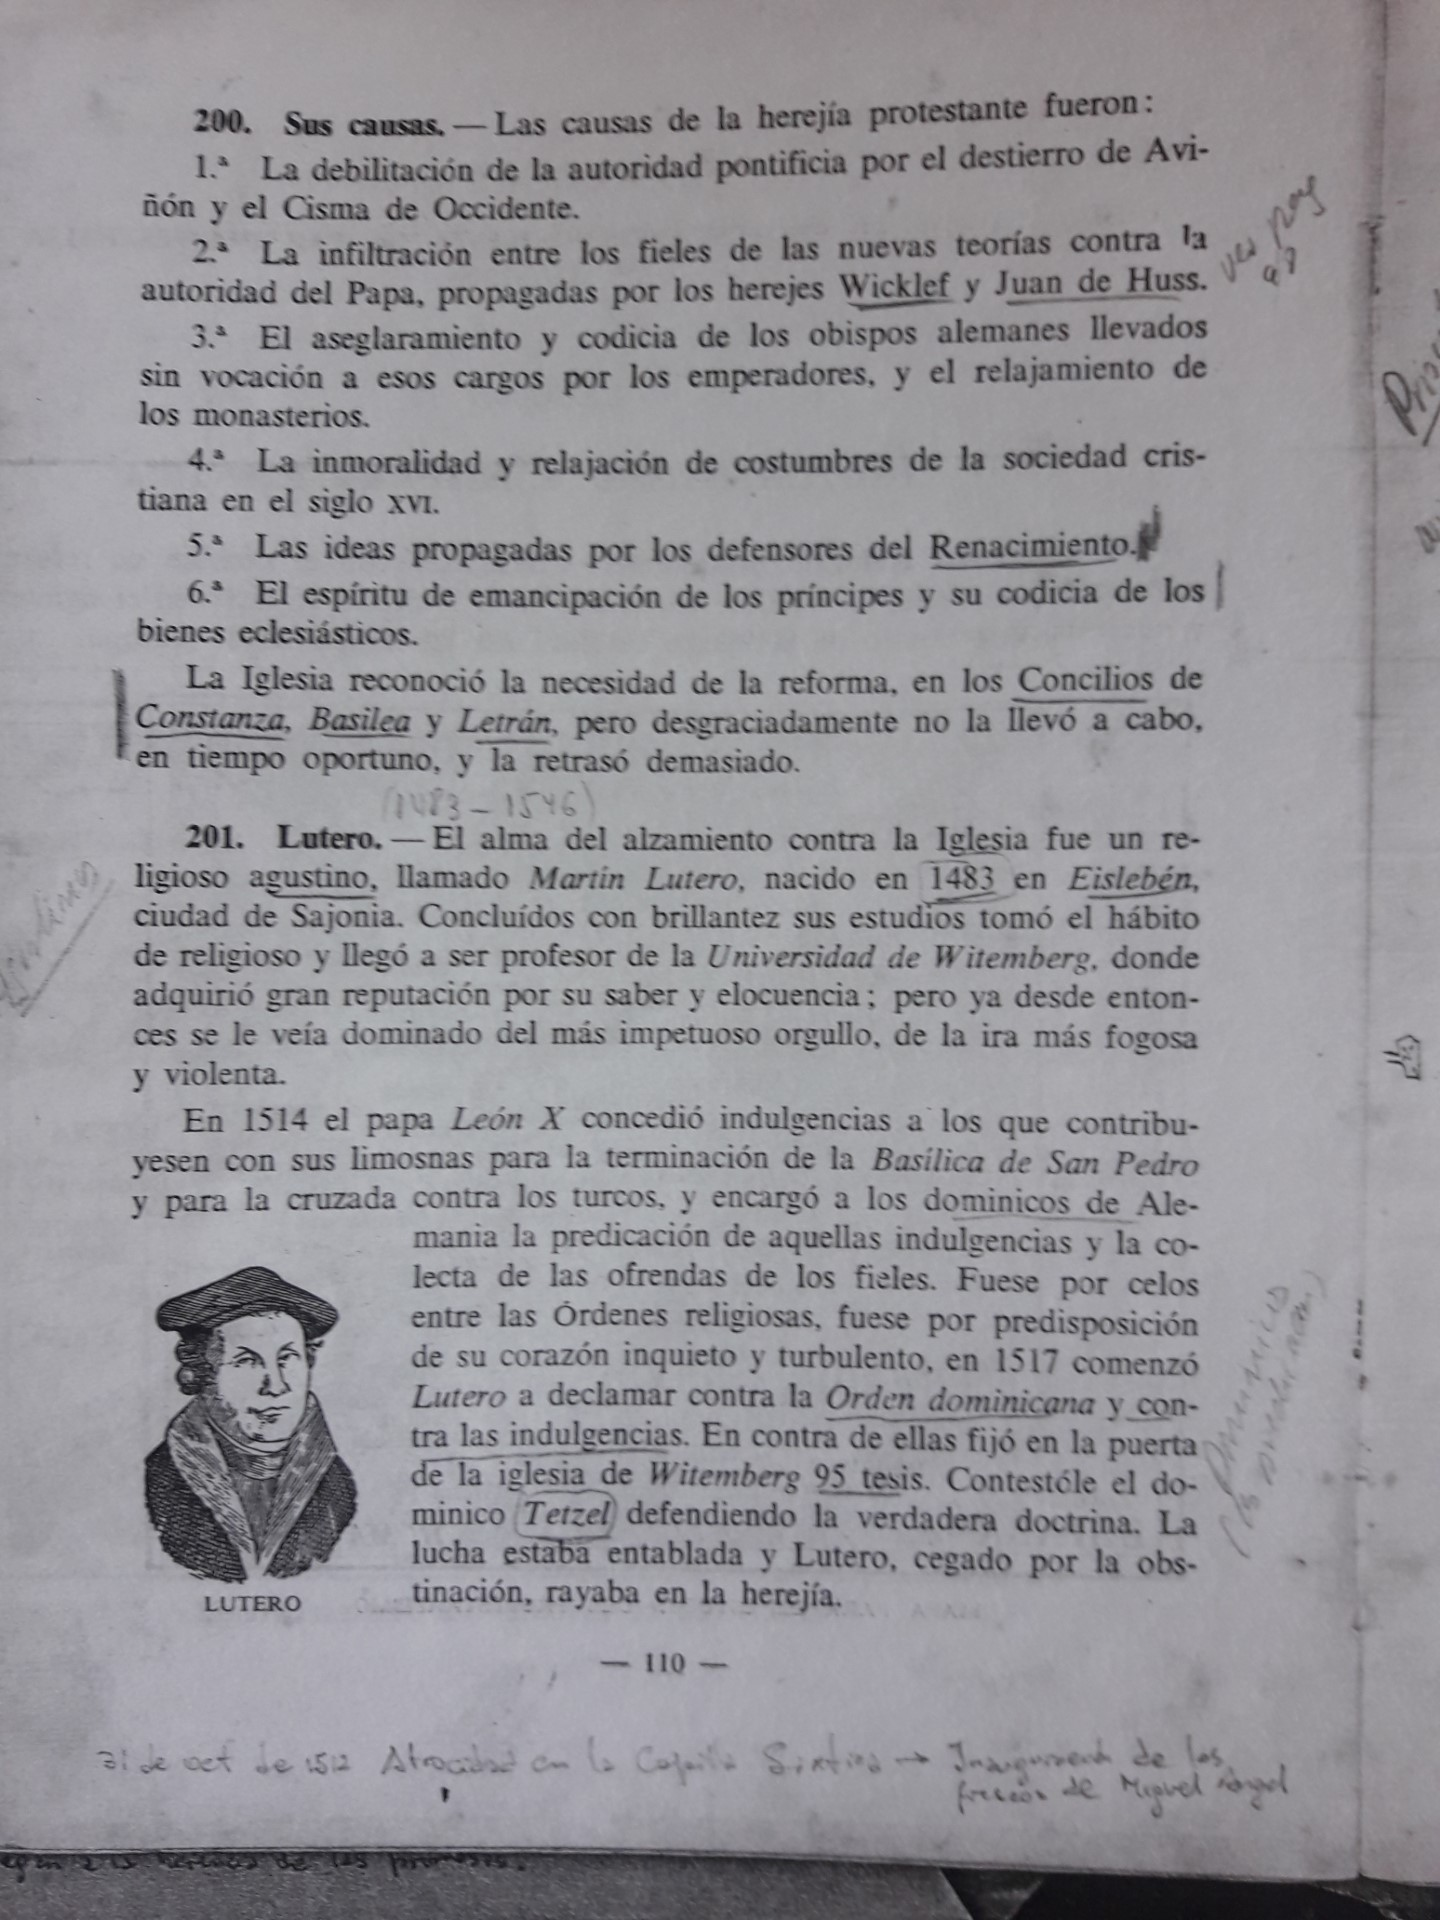 200. Sus causas. — Las causas de la herejía protestante fueron:
1.ª La debilitación de la autoridad pontificia por el destierro de Avi-
ñón y el Cisma de Occidente.
2.ª La infiltración entre los fieles de las nuevas teorías contra la
autoridad del Papa, propagadas por los herejes Wicklef y Juan de Huss.
ver pag
3.ª El aseglaramiento y codicia de los obispos alemanes llevados
sin vocación a esos cargos por los emperadores, y el relajamiento de
los monasterios.
4.ª La inmoralidad y relajación de costumbres de la sociedad cris-
tiana en el siglo XVI.
5.ª Las ideas propagadas por los defensores del Renacimiento.
6.ª El espíritu de emancipación de los príncipes y su codicia de los
bienes eclesiásticos.
La Iglesia reconoció la necesidad de la reforma, en los Concilios de
Constanza, Basilea y Letrán, pero desgraciadamente no la llevó a cabo,
en tiempo oportuno, y la retrasó demasiado.
(1483 - 1546)
201. Lutero. — El alma del alzamiento contra la Iglesia fue un re-
ligioso agustino, llamado Martín Lutero, nacido en 1483 en Eislebén,
ciudad de Sajonia. Concluídos con brillantez sus estudios tomó el hábito
de religioso y llegó a ser profesor de la Universidad de Witemberg, donde
adquirió gran reputación por su saber y elocuencia; pero ya desde enton-
ces se le veía dominado del más impetuoso orgullo, de la ira más fogosa
y violenta.
En 1514 el papa León X concedió indulgencias a los que contribu-
yesen con sus limosnas para la terminación de la Basílica de San Pedro
y para la cruzada contra los turcos, y encargó a los dominicos de Ale-
mania la predicación de aquellas indulgencias y la co-
lecta de las ofrendas de los fieles. Fuese por celos
entre las Órdenes religiosas, fuese por predisposición
de su corazón inquieto y turbulento, en 1517 comenzó
Lutero a declamar contra la Orden dominicana y con-
tra las indulgencias. En contra de ellas fijó en la puerta
de la iglesia de Witemberg 95 tesis. Contestóle el do-
minico Tetzel defendiendo la verdadera doctrina. La
lucha estaba entablada y Lutero, cegado por la obs-
tinación, rayaba en la herejía.
LUTERO
— 110 —
31 de oct de 1512 Atrocidad en la Capilla Sixtina → de los
de Miguel Angel